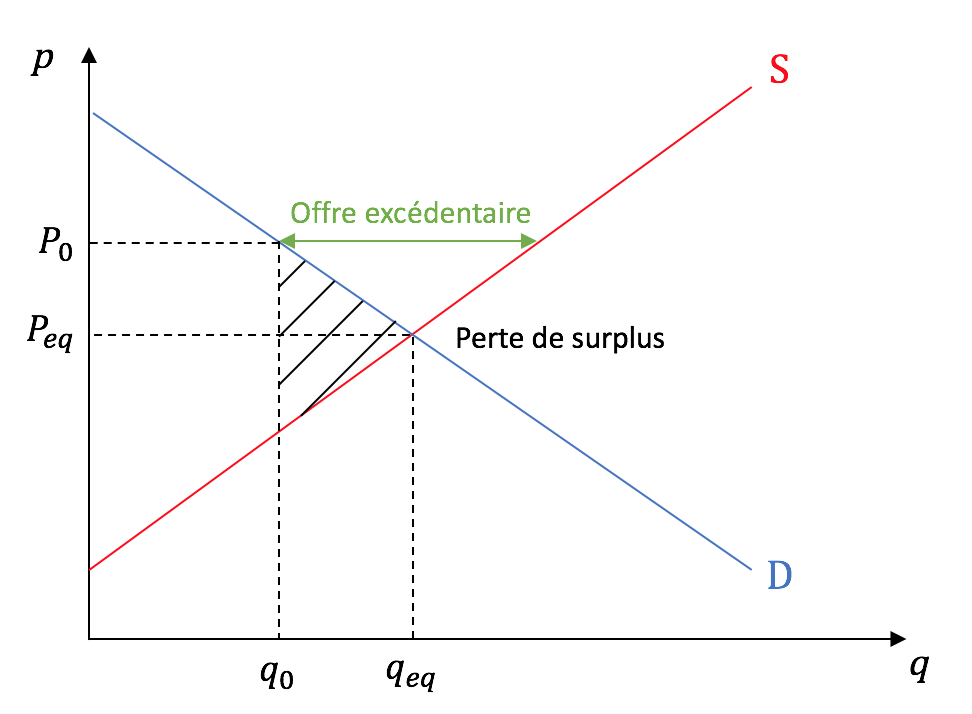 p
S
Offre excédentaire
P₀
Pₑq
Perte de surplus
D
q₀
qₑq
q